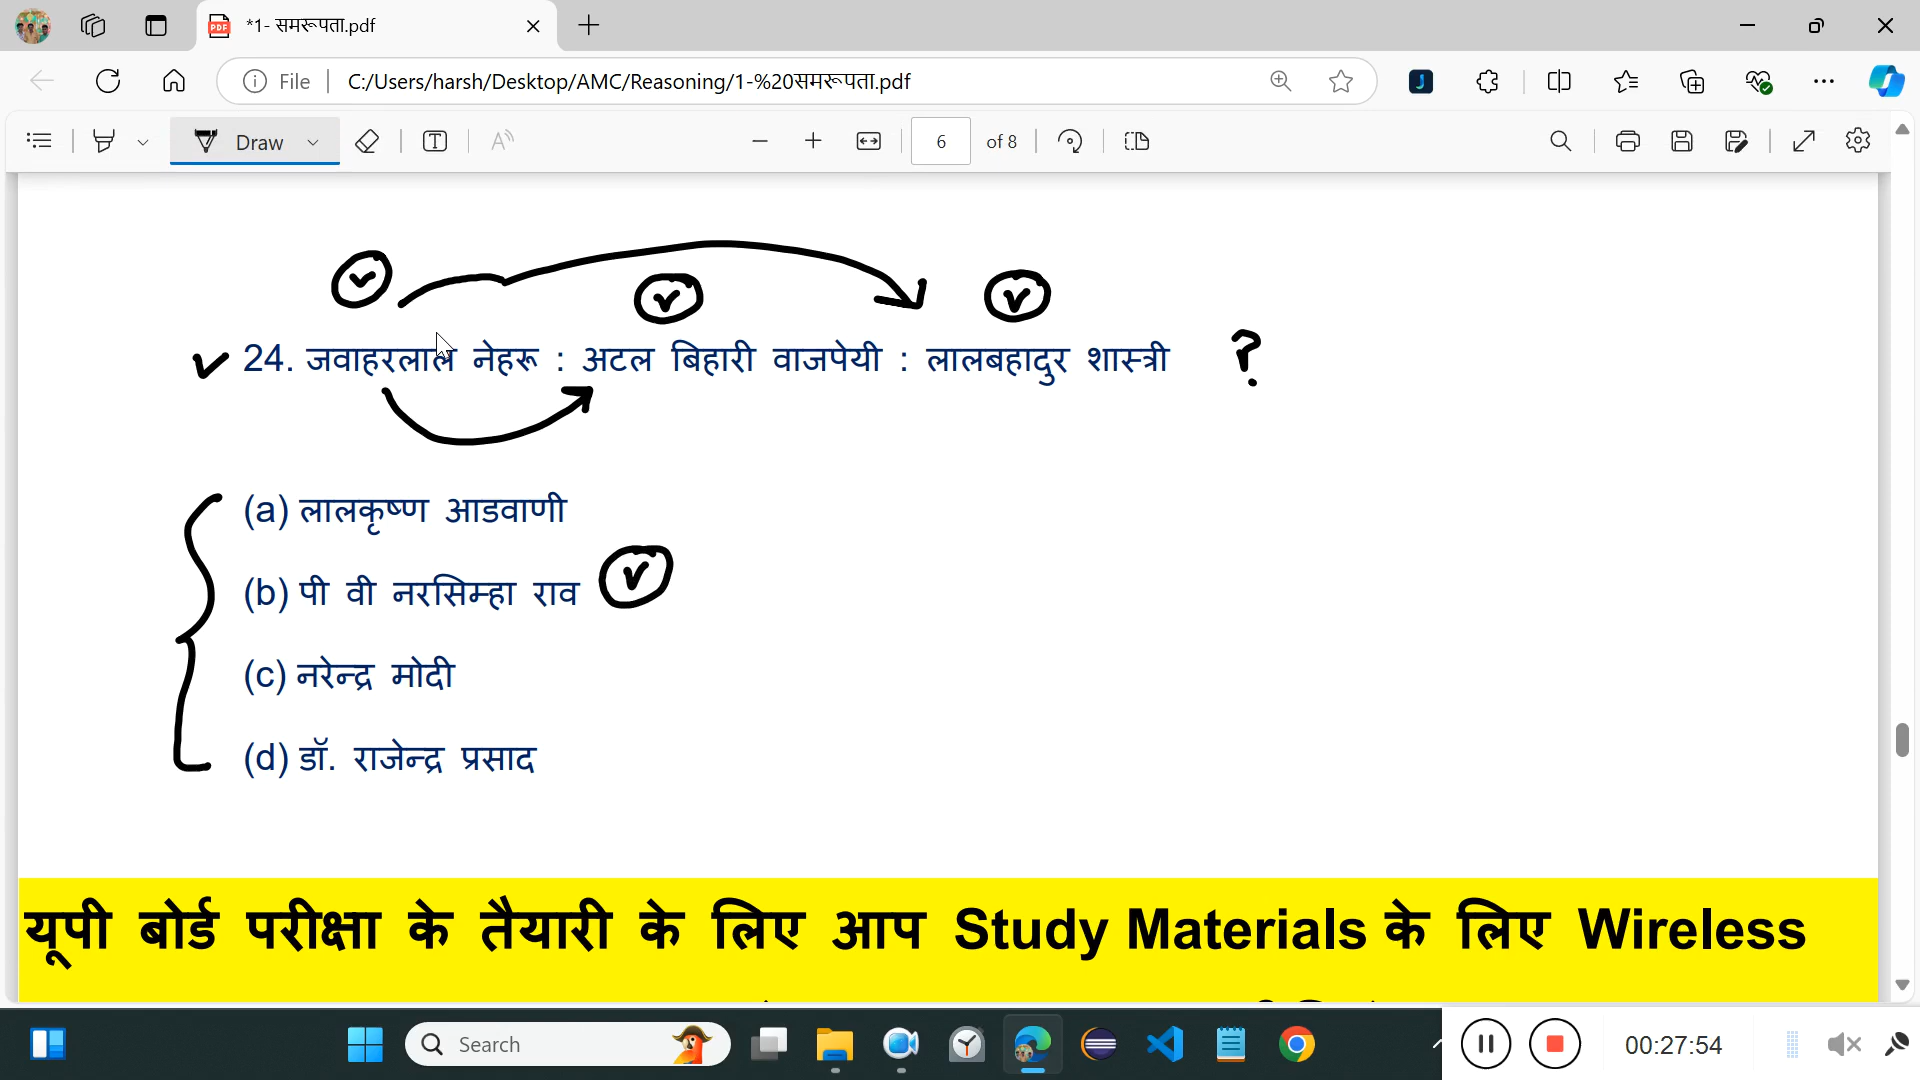 *1- समरूपता.pdf
File
C:/Users/harsh/Desktop/AMC/Reasoning/1-%20समरूपता.pdf
Draw
6 of 8
24. जवाहरलाल नेहरू : अटल बिहारी वाजपेयी : लालबहादुर शास्त्री ?
(a) लालकृष्ण आडवाणी
(b) पी वी नरसिम्हा राव
(c) नरेन्द्र मोदी
(d) डॉ. राजेन्द्र प्रसाद
यूपी बोर्ड परीक्षा के तैयारी के लिए आप Study Materials के लिए Wireless
Search
00:27:54